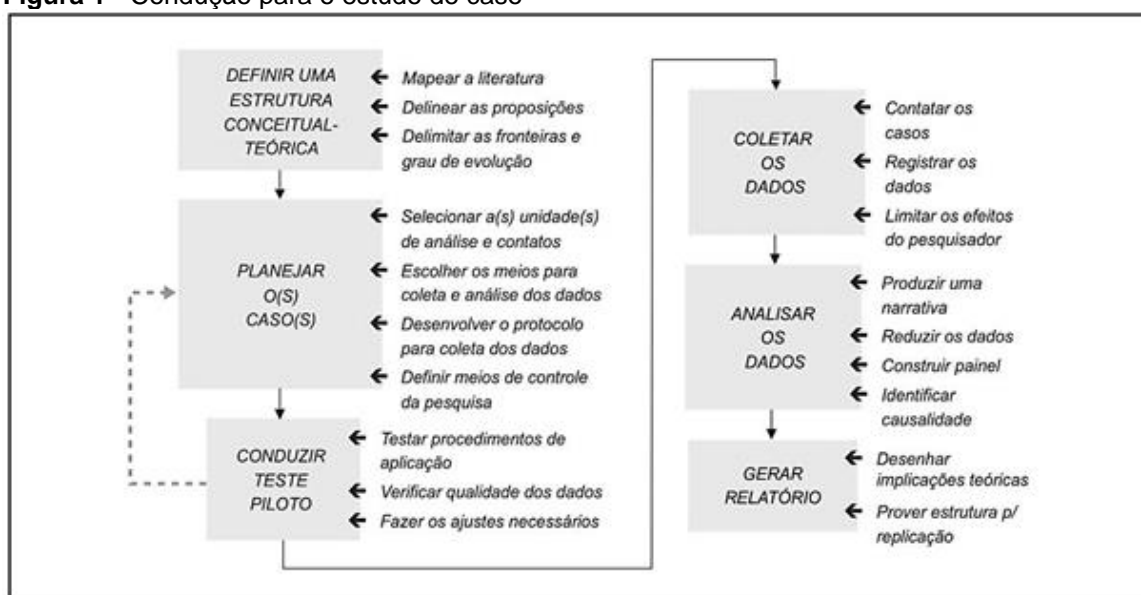 Figura 1 - Condução para o estudo de caso
DEFINIR UMA
ESTRUTURA
CONCEITUAL-
TEÓRICA
Mapear a literatura
Delinear as proposições
Delimitar as fronteiras e
grau de evolução
PLANEJAR
O(S)
CASO(S)
Selecionar a(s) unidade(s)
de análise e contatos
Escolher os meios para
coleta e análise dos dados
Desenvolver o protocolo
para coleta dos dados
Definir meios de controle
da pesquisa
CONDUZIR
TESTE
PILOTO
Testar procedimentos de
aplicação
Verificar qualidade dos dados
Fazer os ajustes necessários
COLETAR
OS
DADOS
Contatar os
casos
Registrar os
dados
Limitar os efeitos
do pesquisador
ANALISAR
OS
DADOS
Produzir uma
narrativa
Reduzir os dados
Construir painel
Identificar
causalidade
GERAR
RELATÓRIO
Desenhar
implicações teóricas
Prover estrutura p/
replicação